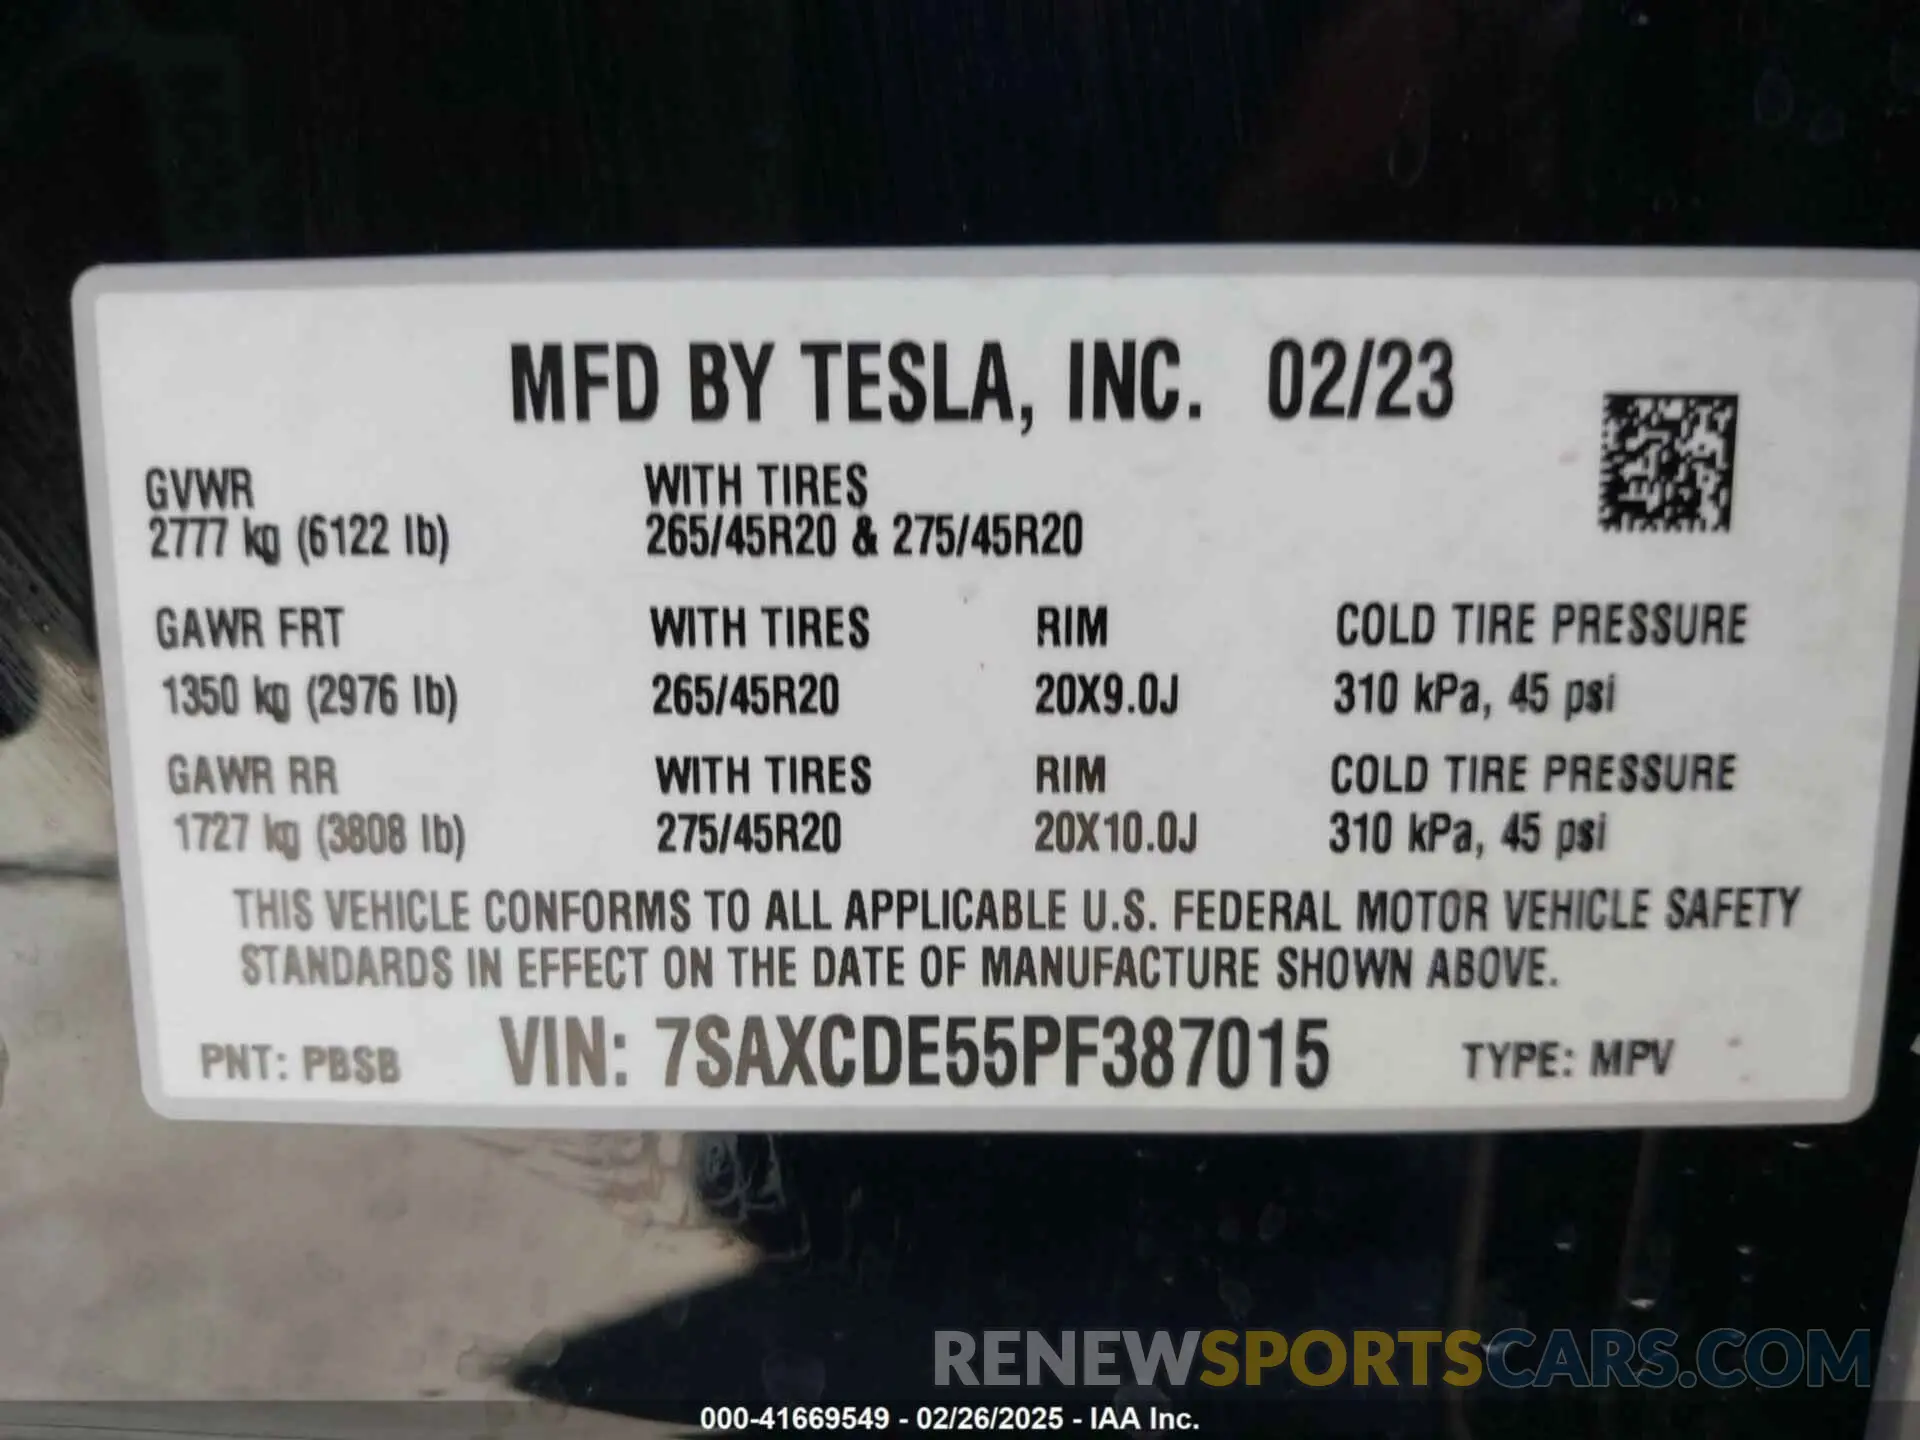 MFD BY TESLA, INC. 02/23
GVWR WITH TIRES
2777 kg (6122 lb) 265/45R20 & 275/45R20
GAWR FRT WITH TIRES RIM COLD TIRE PRESSURE
1350 kg (2976 lb) 265/45R20 20X9.0J 310 kPa, 45 psi
GAWR RR WITH TIRES RIM COLD TIRE PRESSURE
1727 kg (3808 lb) 275/45R20 20X10.0J 310 kPa, 45 psi
THIS VEHICLE CONFORMS TO ALL APPLICABLE U.S. FEDERAL MOTOR VEHICLE SAFETY
STANDARDS IN EFFECT ON THE DATE OF MANUFACTURE SHOWN ABOVE.
PNT: PBSB VIN: 7SAXCDE55PF387015 TYPE: MPV
RENEWSPORTSCARS.COM
000-41669549 - 02/26/2025 - IAA Inc.